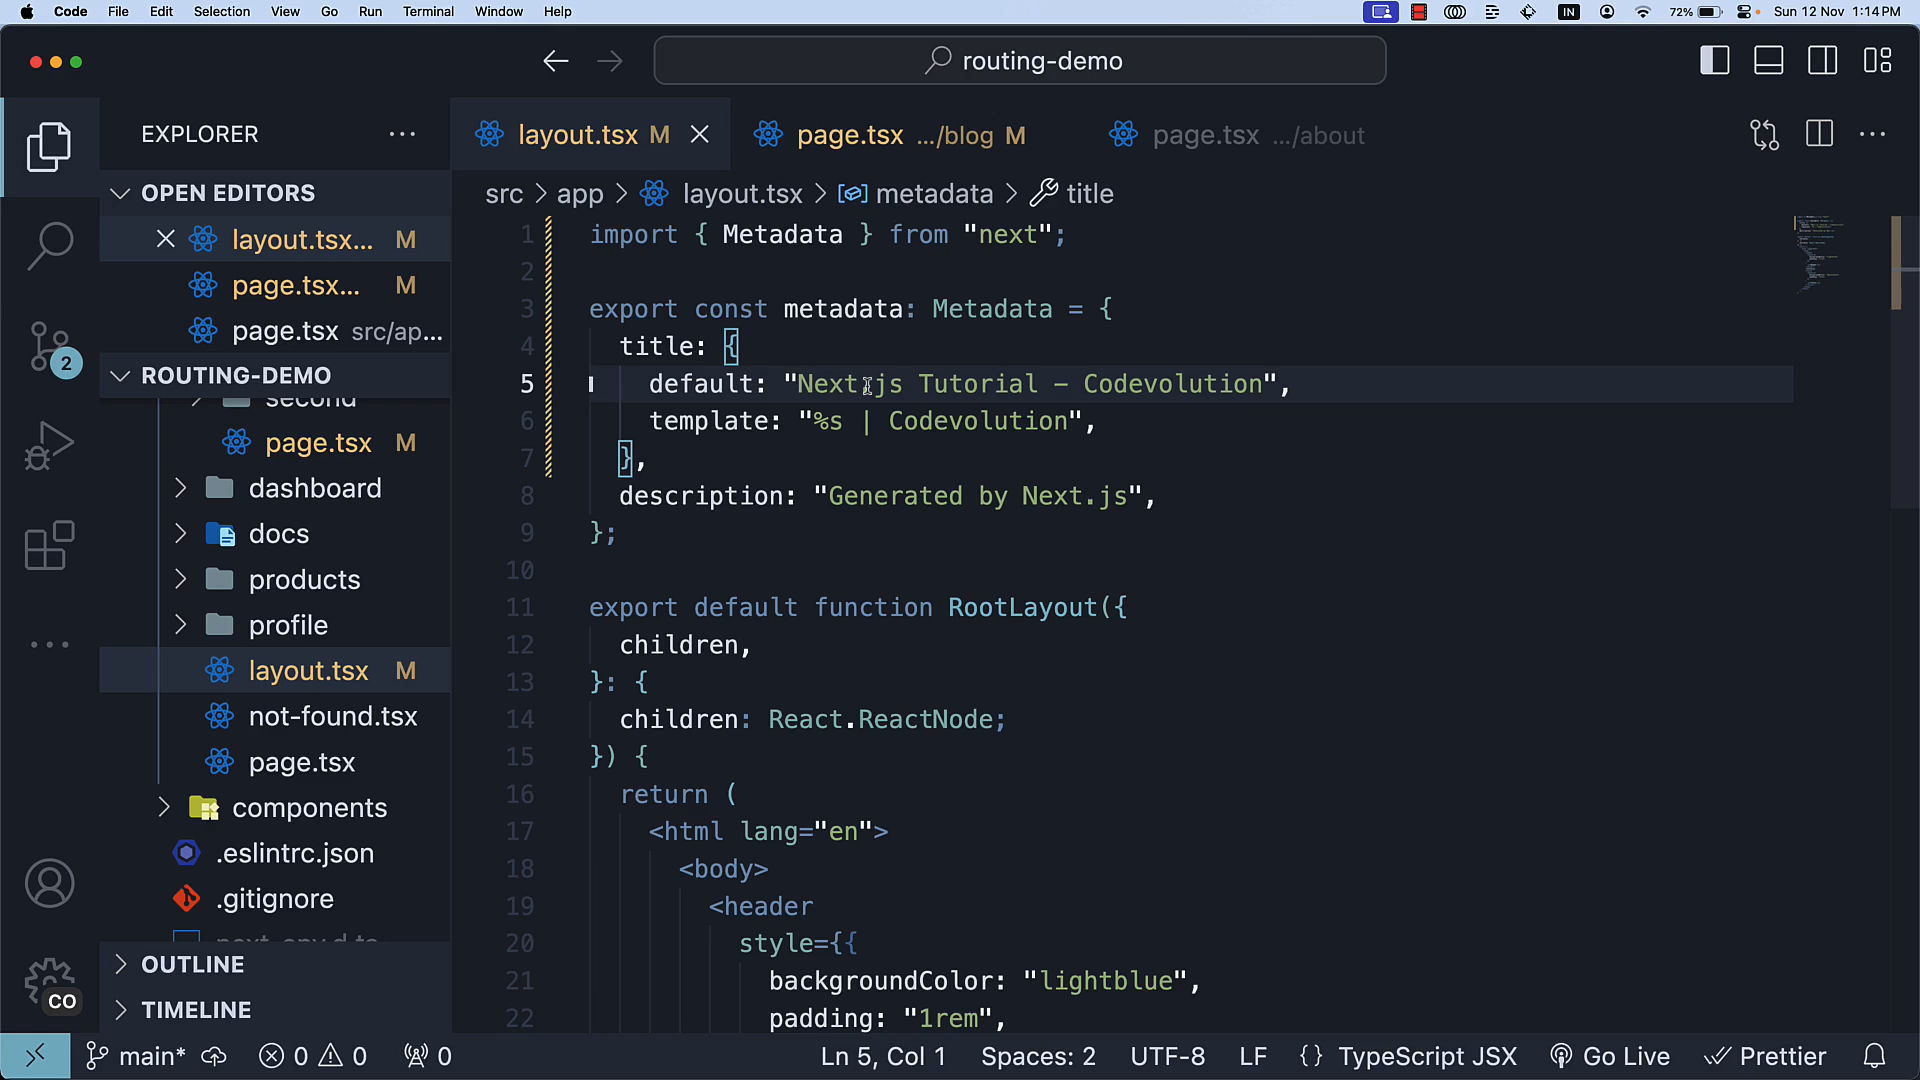 Code File Edit Selection View Go Run Terminal Window Help IN 72% Sun 12 Nov 1:14 PM
routing-demo
EXPLORER
layout.tsx M
page.tsx .../blog M
page.tsx .../about
OPEN EDITORS
layout.tsx... M
page.tsx... M
page.tsx src/ap...
ROUTING-DEMO
second
page.tsx M
dashboard
docs
products
profile
layout.tsx M
not-found.tsx
page.tsx
components
.eslintrc.json
.gitignore
OUTLINE
TIMELINE
2
CO
src > app > layout.tsx > metadata > title
1 import { Metadata } from "next";
2
3 export const metadata: Metadata = {
4 title: {
5 default: "Next.js Tutorial - Codevolution",
6 template: "%s | Codevolution",
7 },
8 description: "Generated by Next.js",
9 };
10
11 export default function RootLayout({
12 children,
13 }: {
14 children: React.ReactNode;
15 }) {
16 return (
17 <html lang="en">
18 <body>
19 <header
20 style={{
21 backgroundColor: "lightblue",
22 padding: "1rem",
main* 0 0 0 Ln 5, Col 1 Spaces: 2 UTF-8 LF {} TypeScript JSX Go Live Prettier